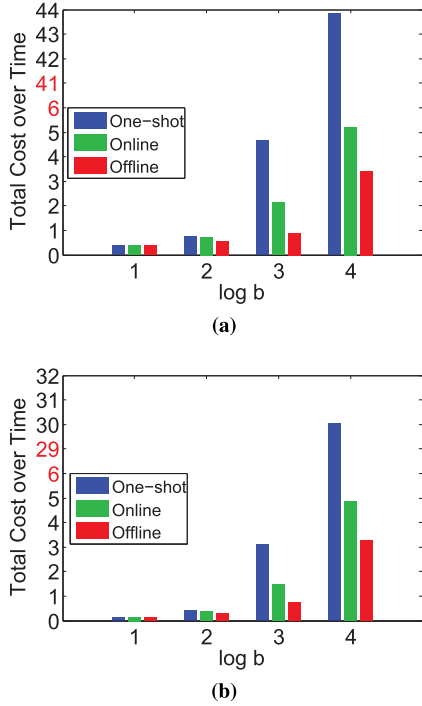 Total Cost over Time
44
43
42
41
6
5
4
3
2
1
0
One-shot
Online
Offline
1 2 3 4
log b
(a)
Total Cost over Time
32
31
30
29
6
5
4
3
2
1
0
One-shot
Online
Offline
1 2 3 4
log b
(b)